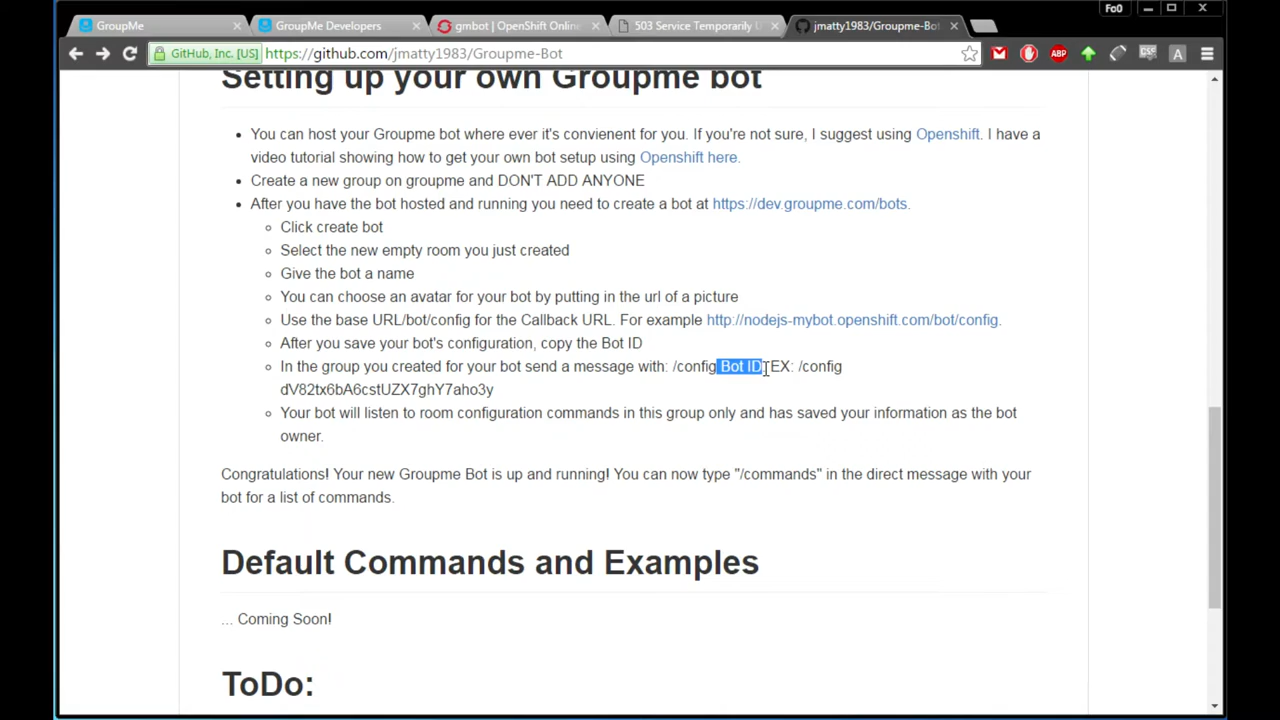 Fo0
GroupMe
GroupMe Developers
gmbot | OpenShift Online
503 Service Temporarily U
jmatty1983/Groupme-Bot
GitHub, Inc. [US] https://github.com/jmatty1983/Groupme-Bot
ABP
A
Setting up your own Groupme bot
You can host your Groupme bot where ever it's convienent for you. If you're not sure, I suggest using Openshift. I have a
video tutorial showing how to get your own bot setup using Openshift here.
Create a new group on groupme and DON'T ADD ANYONE
After you have the bot hosted and running you need to create a bot at https://dev.groupme.com/bots.
Click create bot
Select the new empty room you just created
Give the bot a name
You can choose an avatar for your bot by putting in the url of a picture
Use the base URL/bot/config for the Callback URL. For example http://nodejs-mybot.openshift.com/bot/config.
After you save your bot's configuration, copy the Bot ID
In the group you created for your bot send a message with: /config Bot ID EX: /config
dV82tx6bA6cstUZX7ghY7aho3y
Your bot will listen to room configuration commands in this group only and has saved your information as the bot
owner.
Congratulations! Your new Groupme Bot is up and running! You can now type "/commands" in the direct message with your
bot for a list of commands.
Default Commands and Examples
... Coming Soon!
ToDo: